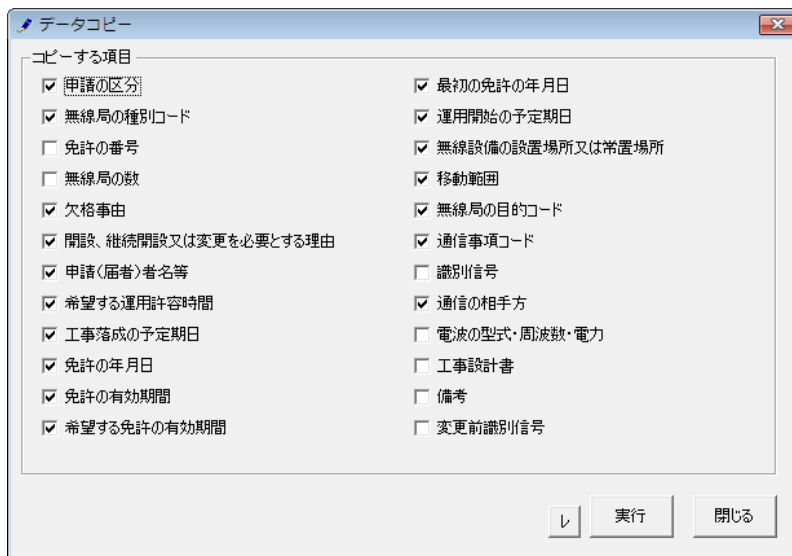 データコピー
コピーする項目
申請の区分
無線局の種別コード
免許の番号
無線局の数
欠格事由
開設、継続開設又は変更を必要とする理由
申請(届者)者名等
希望する運用許容時間
工事落成の予定期日
免許の年月日
免許の有効期間
希望する免許の有効期間
最初の免許の年月日
運用開始の予定期日
無線設備の設置場所又は常置場所
移動範囲
無線局の目的コード
通信事項コード
識別信号
通信の相手方
電波の型式・周波数・電力
工事設計書
備考
変更前識別信号
レ
実行
閉じる